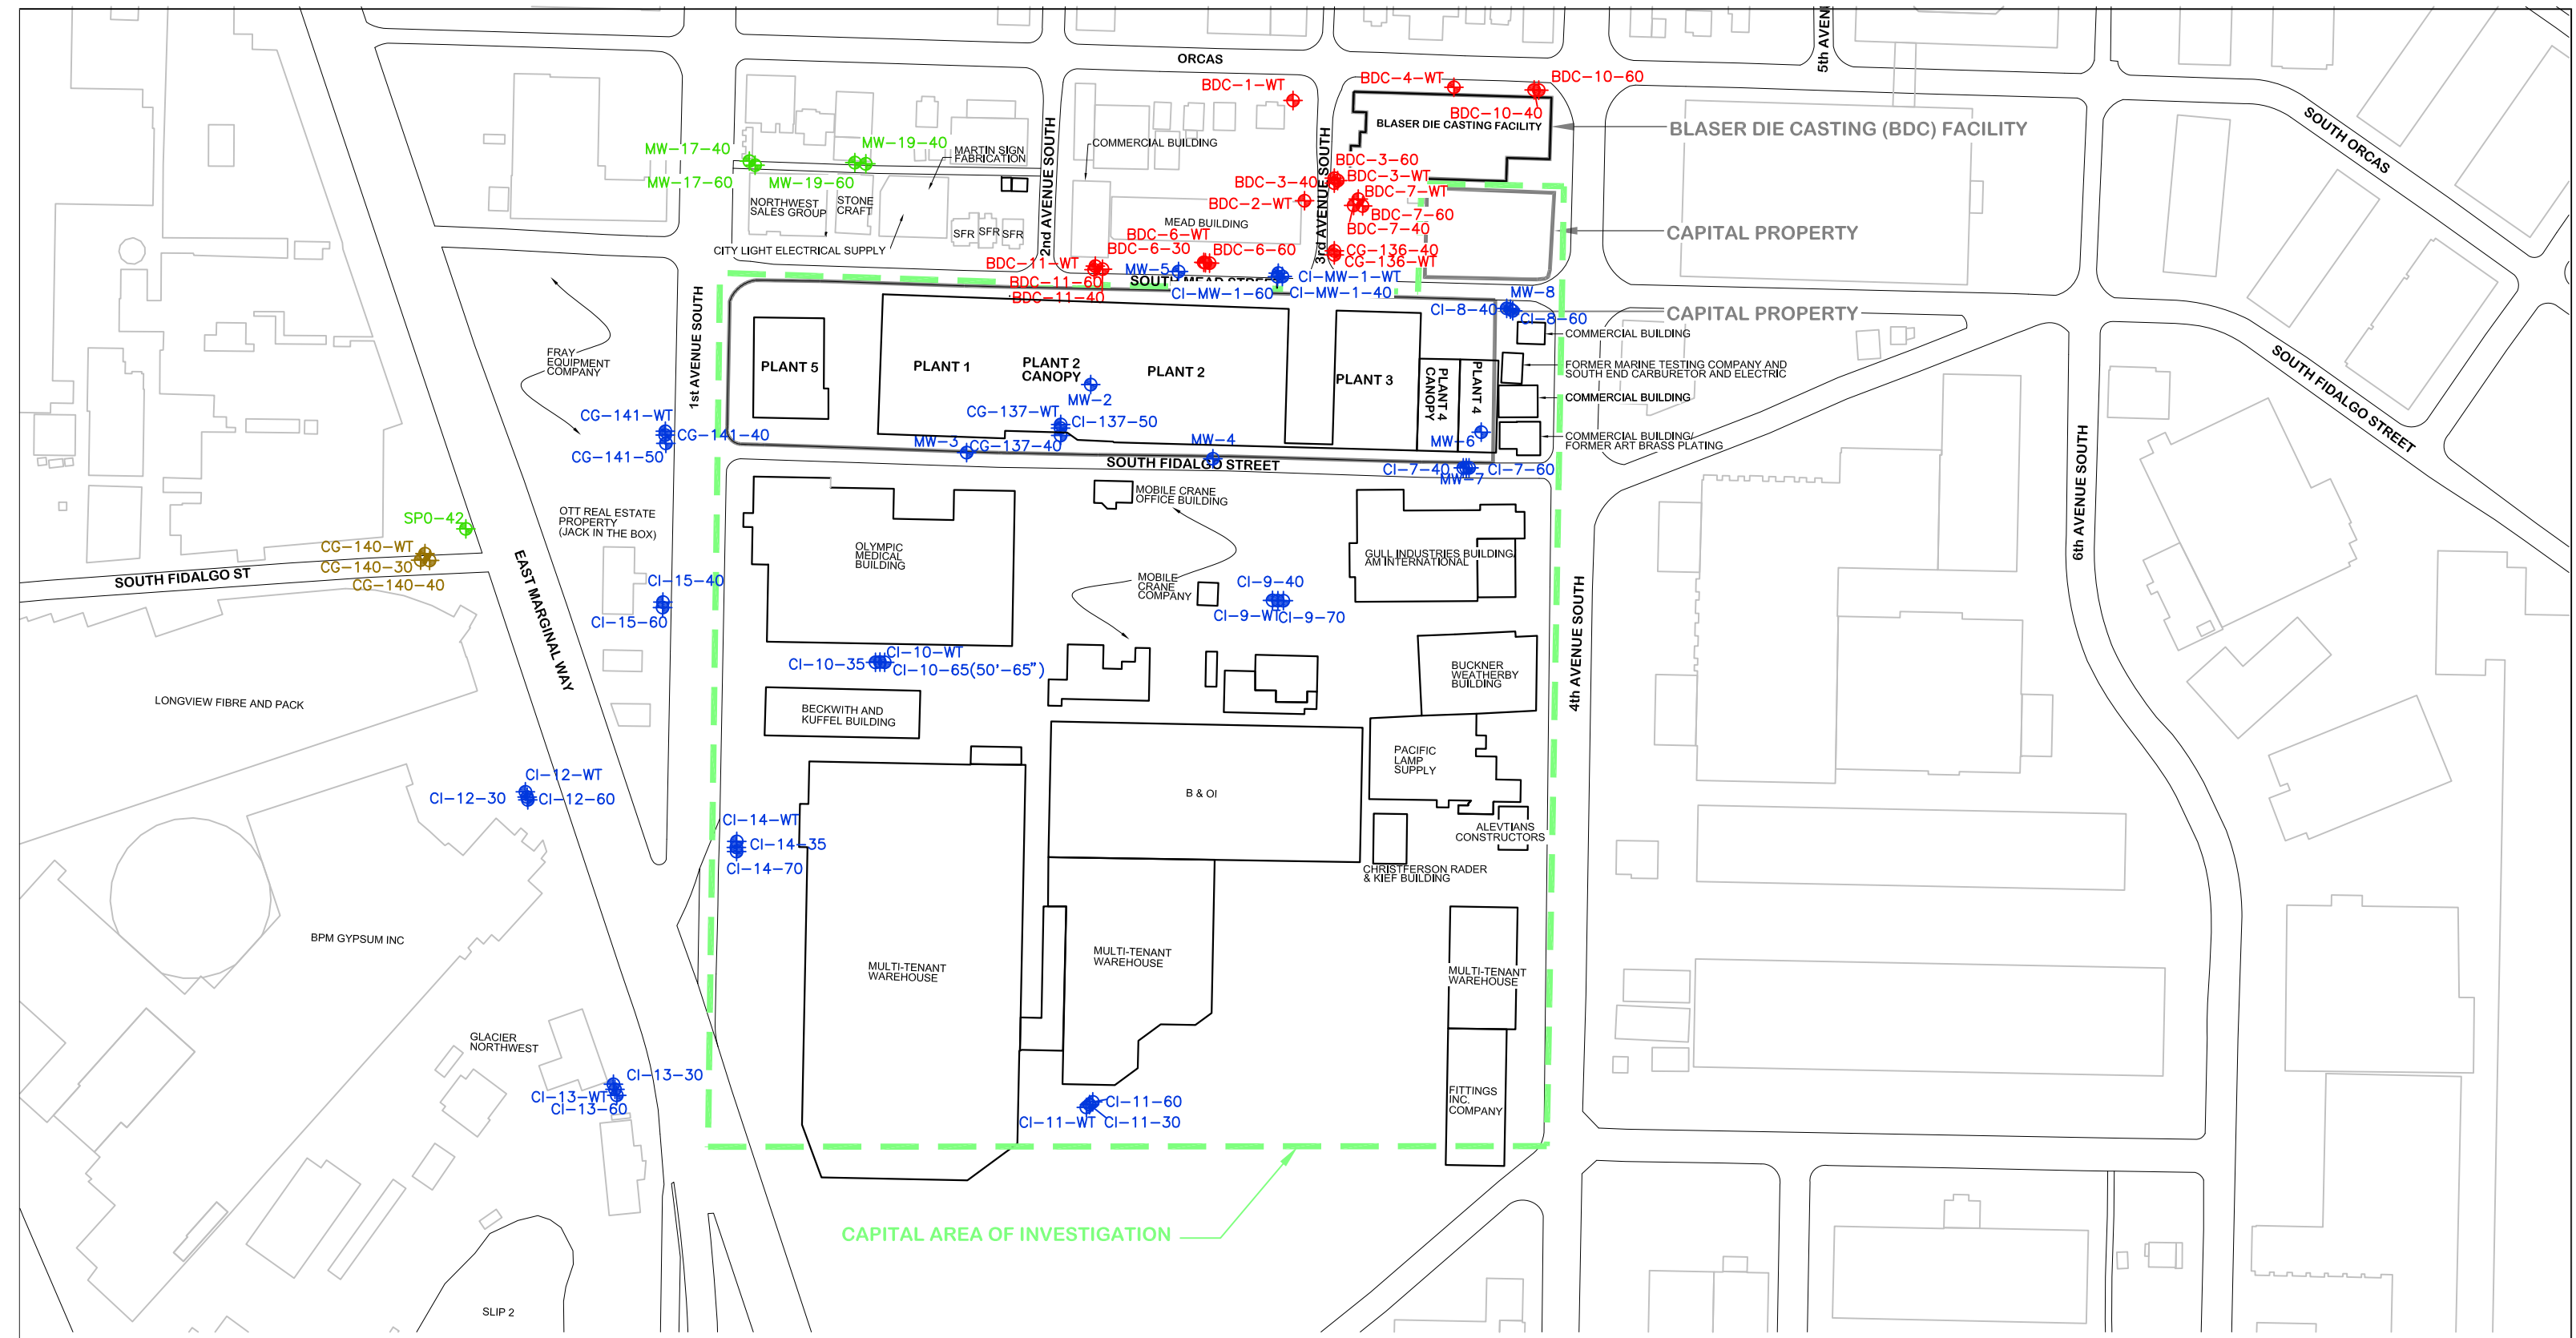 ORCAS
5th AVEN
BDC-1-WT
BDC-4-WT
BDC-10-60
BDC-10-40
BLASER DIE CASTING FACILITY
BLASER DIE CASTING (BDC) FACILITY
SOUTH ORCAS
MW-17-40
MW-19-40
MW-17-60
MW-19-60
MARTIN SIGN
FABRICATION
COMMERCIAL BUILDING
2nd AVENUE SOUTH
3rd AVENUE SOUTH
BDC-3-60
BDC-3-WT
BDC-3-40
BDC-7-WT
BDC-2-WT
BDC-7-60
BDC-7-40
NORTHWEST
SALES GROUP
STONE
CRAFT
SFR
SFR
SFR
CITY LIGHT ELECTRICAL SUPPLY
MEAD BUILDING
CAPITAL PROPERTY
BDC-6-WT
BDC-6-30
BDC-6-60
CG-136-40
CG-136-WT
BDC-11-WT
MW-5
BDC-11-60
BDC-11-40
CI-MW-1-WT
CI-MW-1-60
CI-MW-1-40
MW-8
CI-8-40
CI-8-60
CAPITAL PROPERTY
1st AVENUE SOUTH
FRAY
EQUIPMENT
COMPANY
PLANT 5
PLANT 1
PLANT 2
CANOPY
PLANT 2
PLANT 3
PLANT 4
CANOPY
PLANT 4
COMMERCIAL BUILDING
FORMER MARINE TESTING COMPANY AND
SOUTH END CARBURETOR AND ELECTRIC
COMMERCIAL BUILDING
COMMERCIAL BUILDING/
FORMER ART BRASS PLATING
SOUTH FIDALGO STREET
MW-2
CG-137-WT
CI-137-50
CG-137-40
MW-3
MW-4
MW-6
CG-141-WT
CG-141-40
CG-141-50
SOUTH FIDALGO STREET
CI-7-40
CI-7-60
MW-7
6th AVENUE SOUTH
SPO-42
OTT REAL ESTATE
PROPERTY
(JACK IN THE BOX)
MOBILE CRANE
OFFICE BUILDING
CG-140-WT
CG-140-30
CG-140-40
SOUTH FIDALGO ST
EAST MARGINAL WAY
OLYMPIC
MEDICAL
BUILDING
GULL INDUSTRIES BUILDING/
AM INTERNATIONAL
MOBILE
CRANE
COMPANY
CI-15-40
CI-15-60
CI-9-40
CI-9-WT
CI-9-70
4th AVENUE SOUTH
CI-10-WT
CI-10-35
CI-10-65(50'-65")
BUCKNER
WEATHERBY
BUILDING
LONGVIEW FIBRE AND PACK
BECKWITH AND
KUFFEL BUILDING
PACIFIC
LAMP
SUPPLY
CI-12-WT
CI-12-30
CI-12-60
B & OI
CI-14-WT
CI-14-35
CI-14-70
ALEVTIANS
CONSTRUCTORS
CHRISTFERSON RADER
& KIEF BUILDING
BPM GYPSUM INC
MULTI-TENANT
WAREHOUSE
MULTI-TENANT
WAREHOUSE
MULTI-TENANT
WAREHOUSE
GLACIER
NORTHWEST
CI-13-30
CI-13-WT
CI-13-60
CI-11-60
CI-11-WT
CI-11-30
FITTINGS
INC.
COMPANY
CAPITAL AREA OF INVESTIGATION
SLIP 2